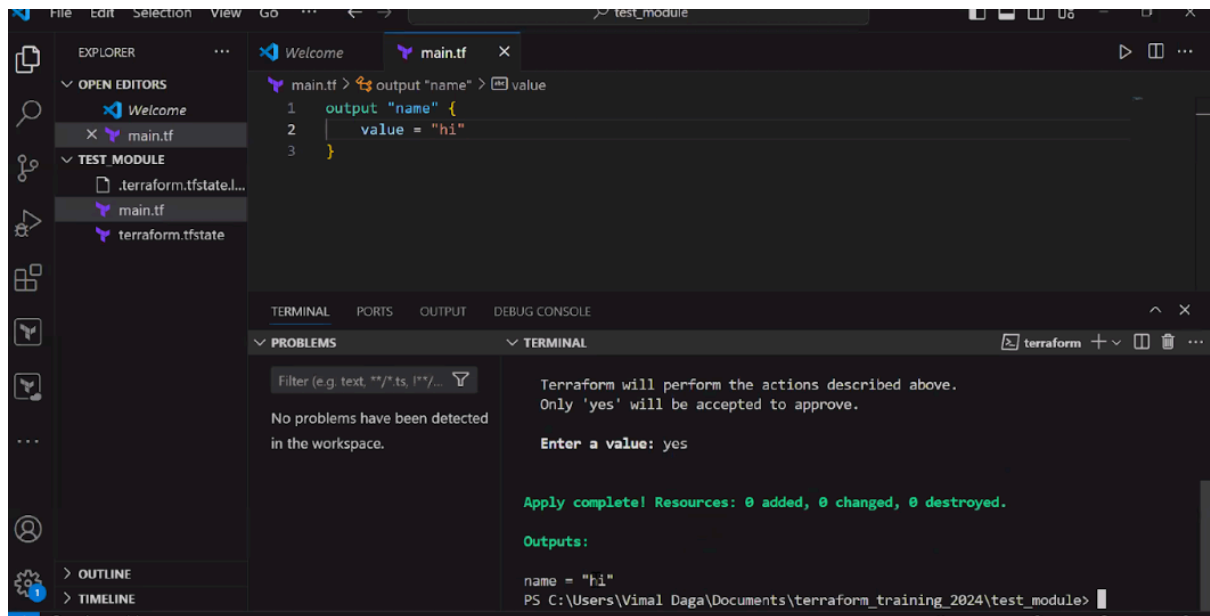 File Edit Selection View Go ··· ← → test_module
EXPLORER ···
OPEN EDITORS
Welcome
× main.tf
TEST_MODULE
.terraform.tfstate.l...
main.tf
terraform.tfstate
OUTLINE
TIMELINE
1
Welcome
main.tf ×
main.tf > output "name" > value
1 output "name" {
2 value = "hi"
3 }
TERMINAL PORTS OUTPUT DEBUG CONSOLE
PROBLEMS
Filter (e.g. text, **/*.ts, !**/...
No problems have been detected
in the workspace.
TERMINAL
terraform
Terraform will perform the actions described above.
Only 'yes' will be accepted to approve.
Enter a value: yes
Apply complete! Resources: 0 added, 0 changed, 0 destroyed.
Outputs:
name = "hi"
PS C:\Users\Vimal Daga\Documents\terraform_training_2024\test_module>